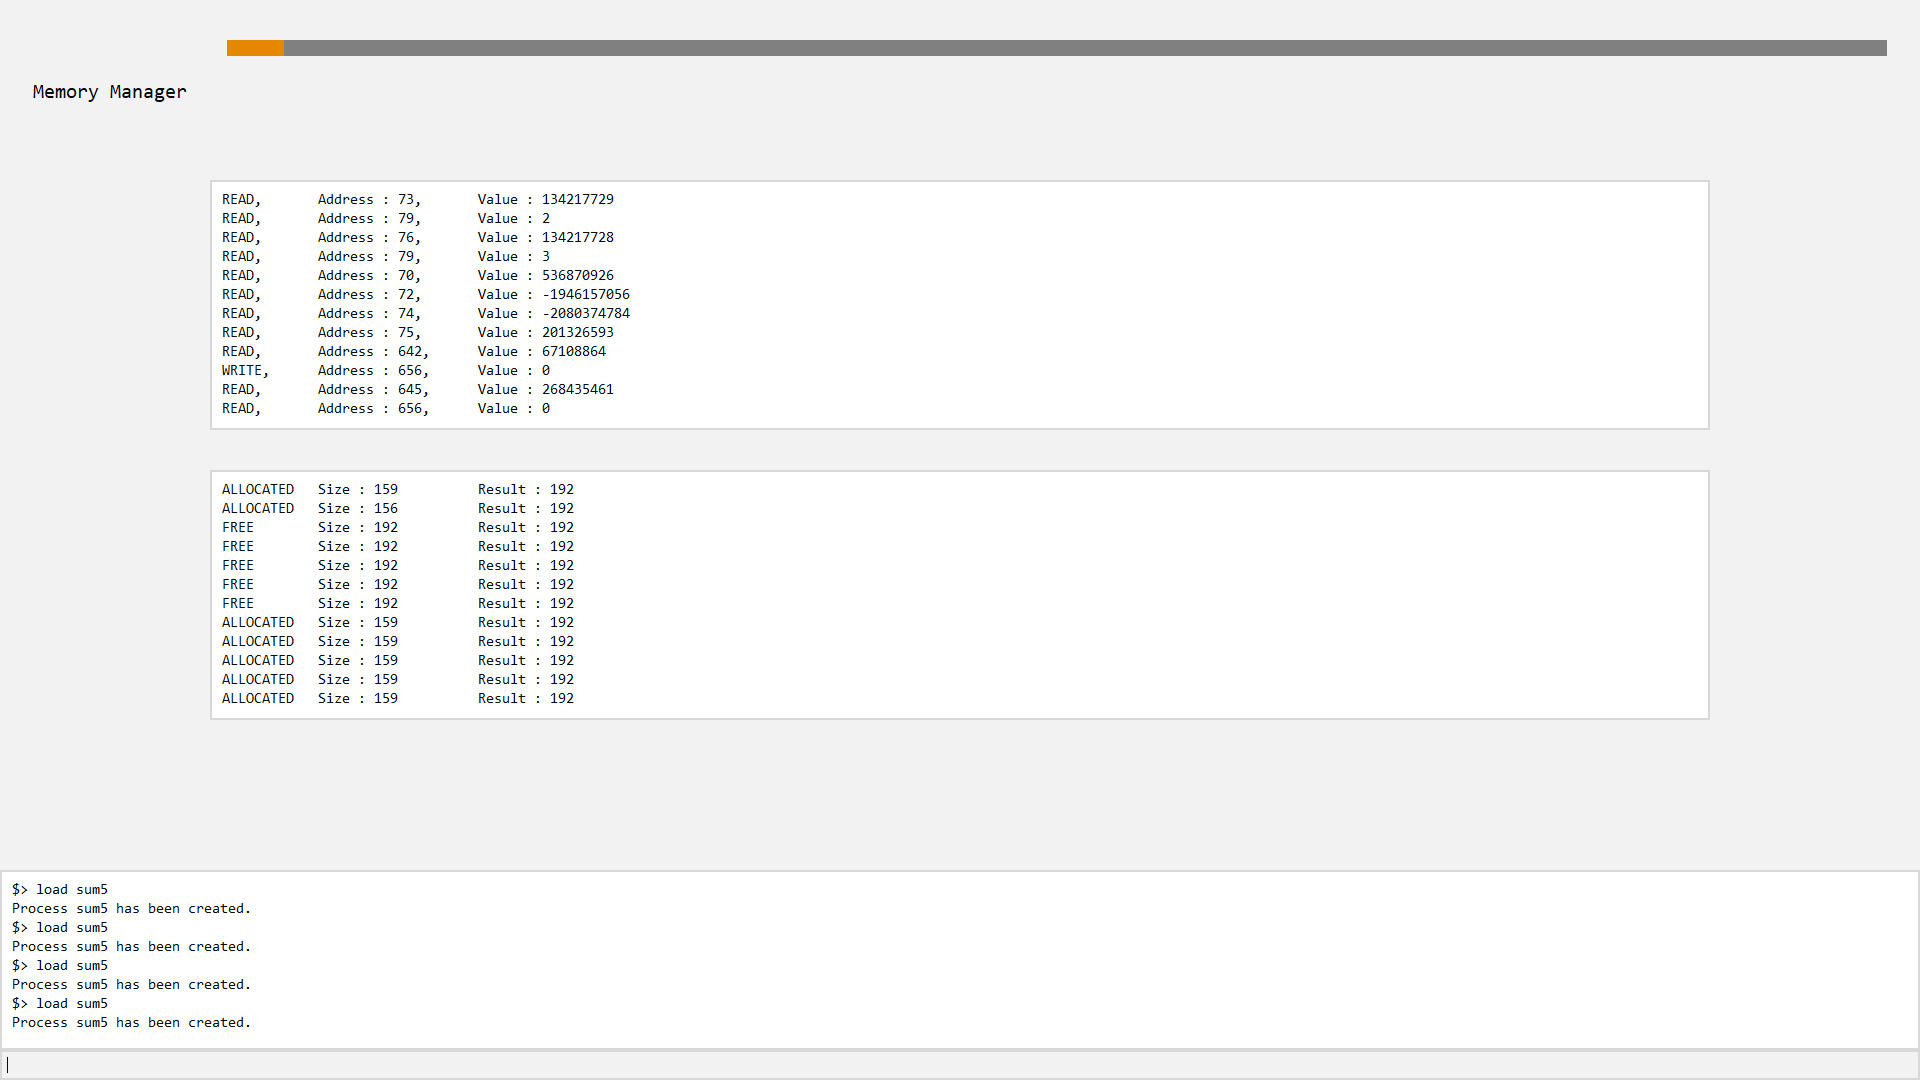 Memory Manager
READ, Address : 73, Value : 134217729
READ, Address : 79, Value : 2
READ, Address : 76, Value : 134217728
READ, Address : 79, Value : 3
READ, Address : 70, Value : 536870926
READ, Address : 72, Value : -1946157056
READ, Address : 74, Value : -2080374784
READ, Address : 75, Value : 201326593
READ, Address : 642, Value : 67108864
WRITE, Address : 656, Value : 0
READ, Address : 645, Value : 268435461
READ, Address : 656, Value : 0
ALLOCATED Size : 159 Result : 192
ALLOCATED Size : 156 Result : 192
FREE Size : 192 Result : 192
FREE Size : 192 Result : 192
FREE Size : 192 Result : 192
FREE Size : 192 Result : 192
FREE Size : 192 Result : 192
ALLOCATED Size : 159 Result : 192
ALLOCATED Size : 159 Result : 192
ALLOCATED Size : 159 Result : 192
ALLOCATED Size : 159 Result : 192
ALLOCATED Size : 159 Result : 192
$> load sum5
Process sum5 has been created.
$> load sum5
Process sum5 has been created.
$> load sum5
Process sum5 has been created.
$> load sum5
Process sum5 has been created.